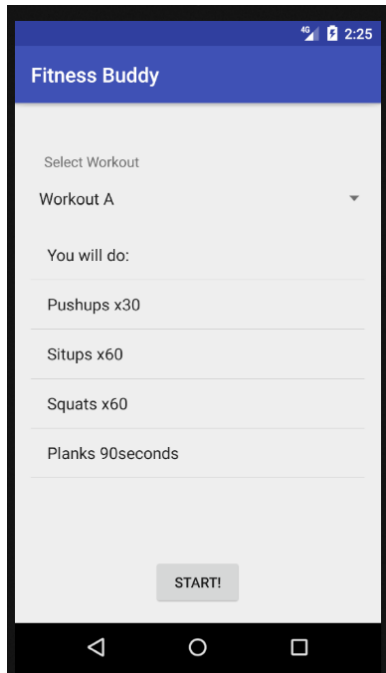 4G 2:25
Fitness Buddy
Select Workout
Workout A
You will do:
Pushups x30
Situps x60
Squats x60
Planks 90seconds
START!